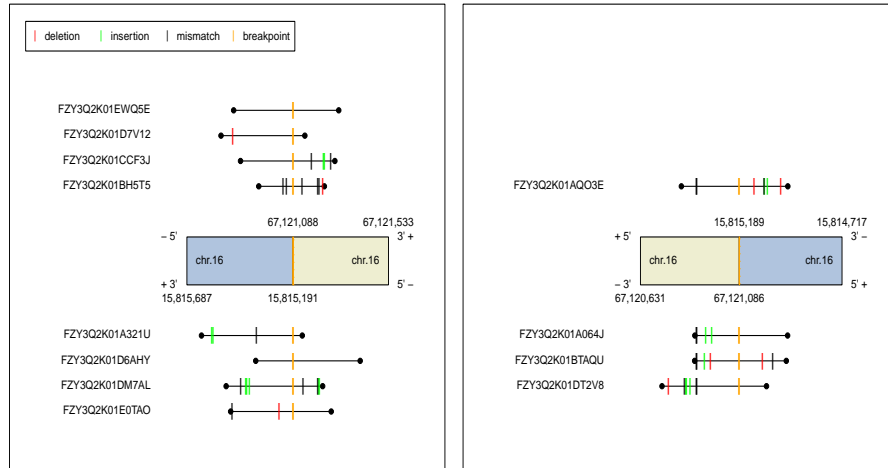 deletion insertion mismatch breakpoint
FZY3Q2K01EWQ5E
FZY3Q2K01D7V12
FZY3Q2K01CCF3J
FZY3Q2K01BH5T5
67,121,088 67,121,533
− 5' 3' +
chr.16 chr.16
+ 3' 5' −
15,815,687 15,815,191
FZY3Q2K01A321U
FZY3Q2K01D6AHY
FZY3Q2K01DM7AL
FZY3Q2K01E0TAO
FZY3Q2K01AQO3E
15,815,189 15,814,717
+ 5' 3' −
chr.16 chr.16
− 3' 5' +
67,120,631 67,121,086
FZY3Q2K01A064J
FZY3Q2K01BTAQU
FZY3Q2K01DT2V8